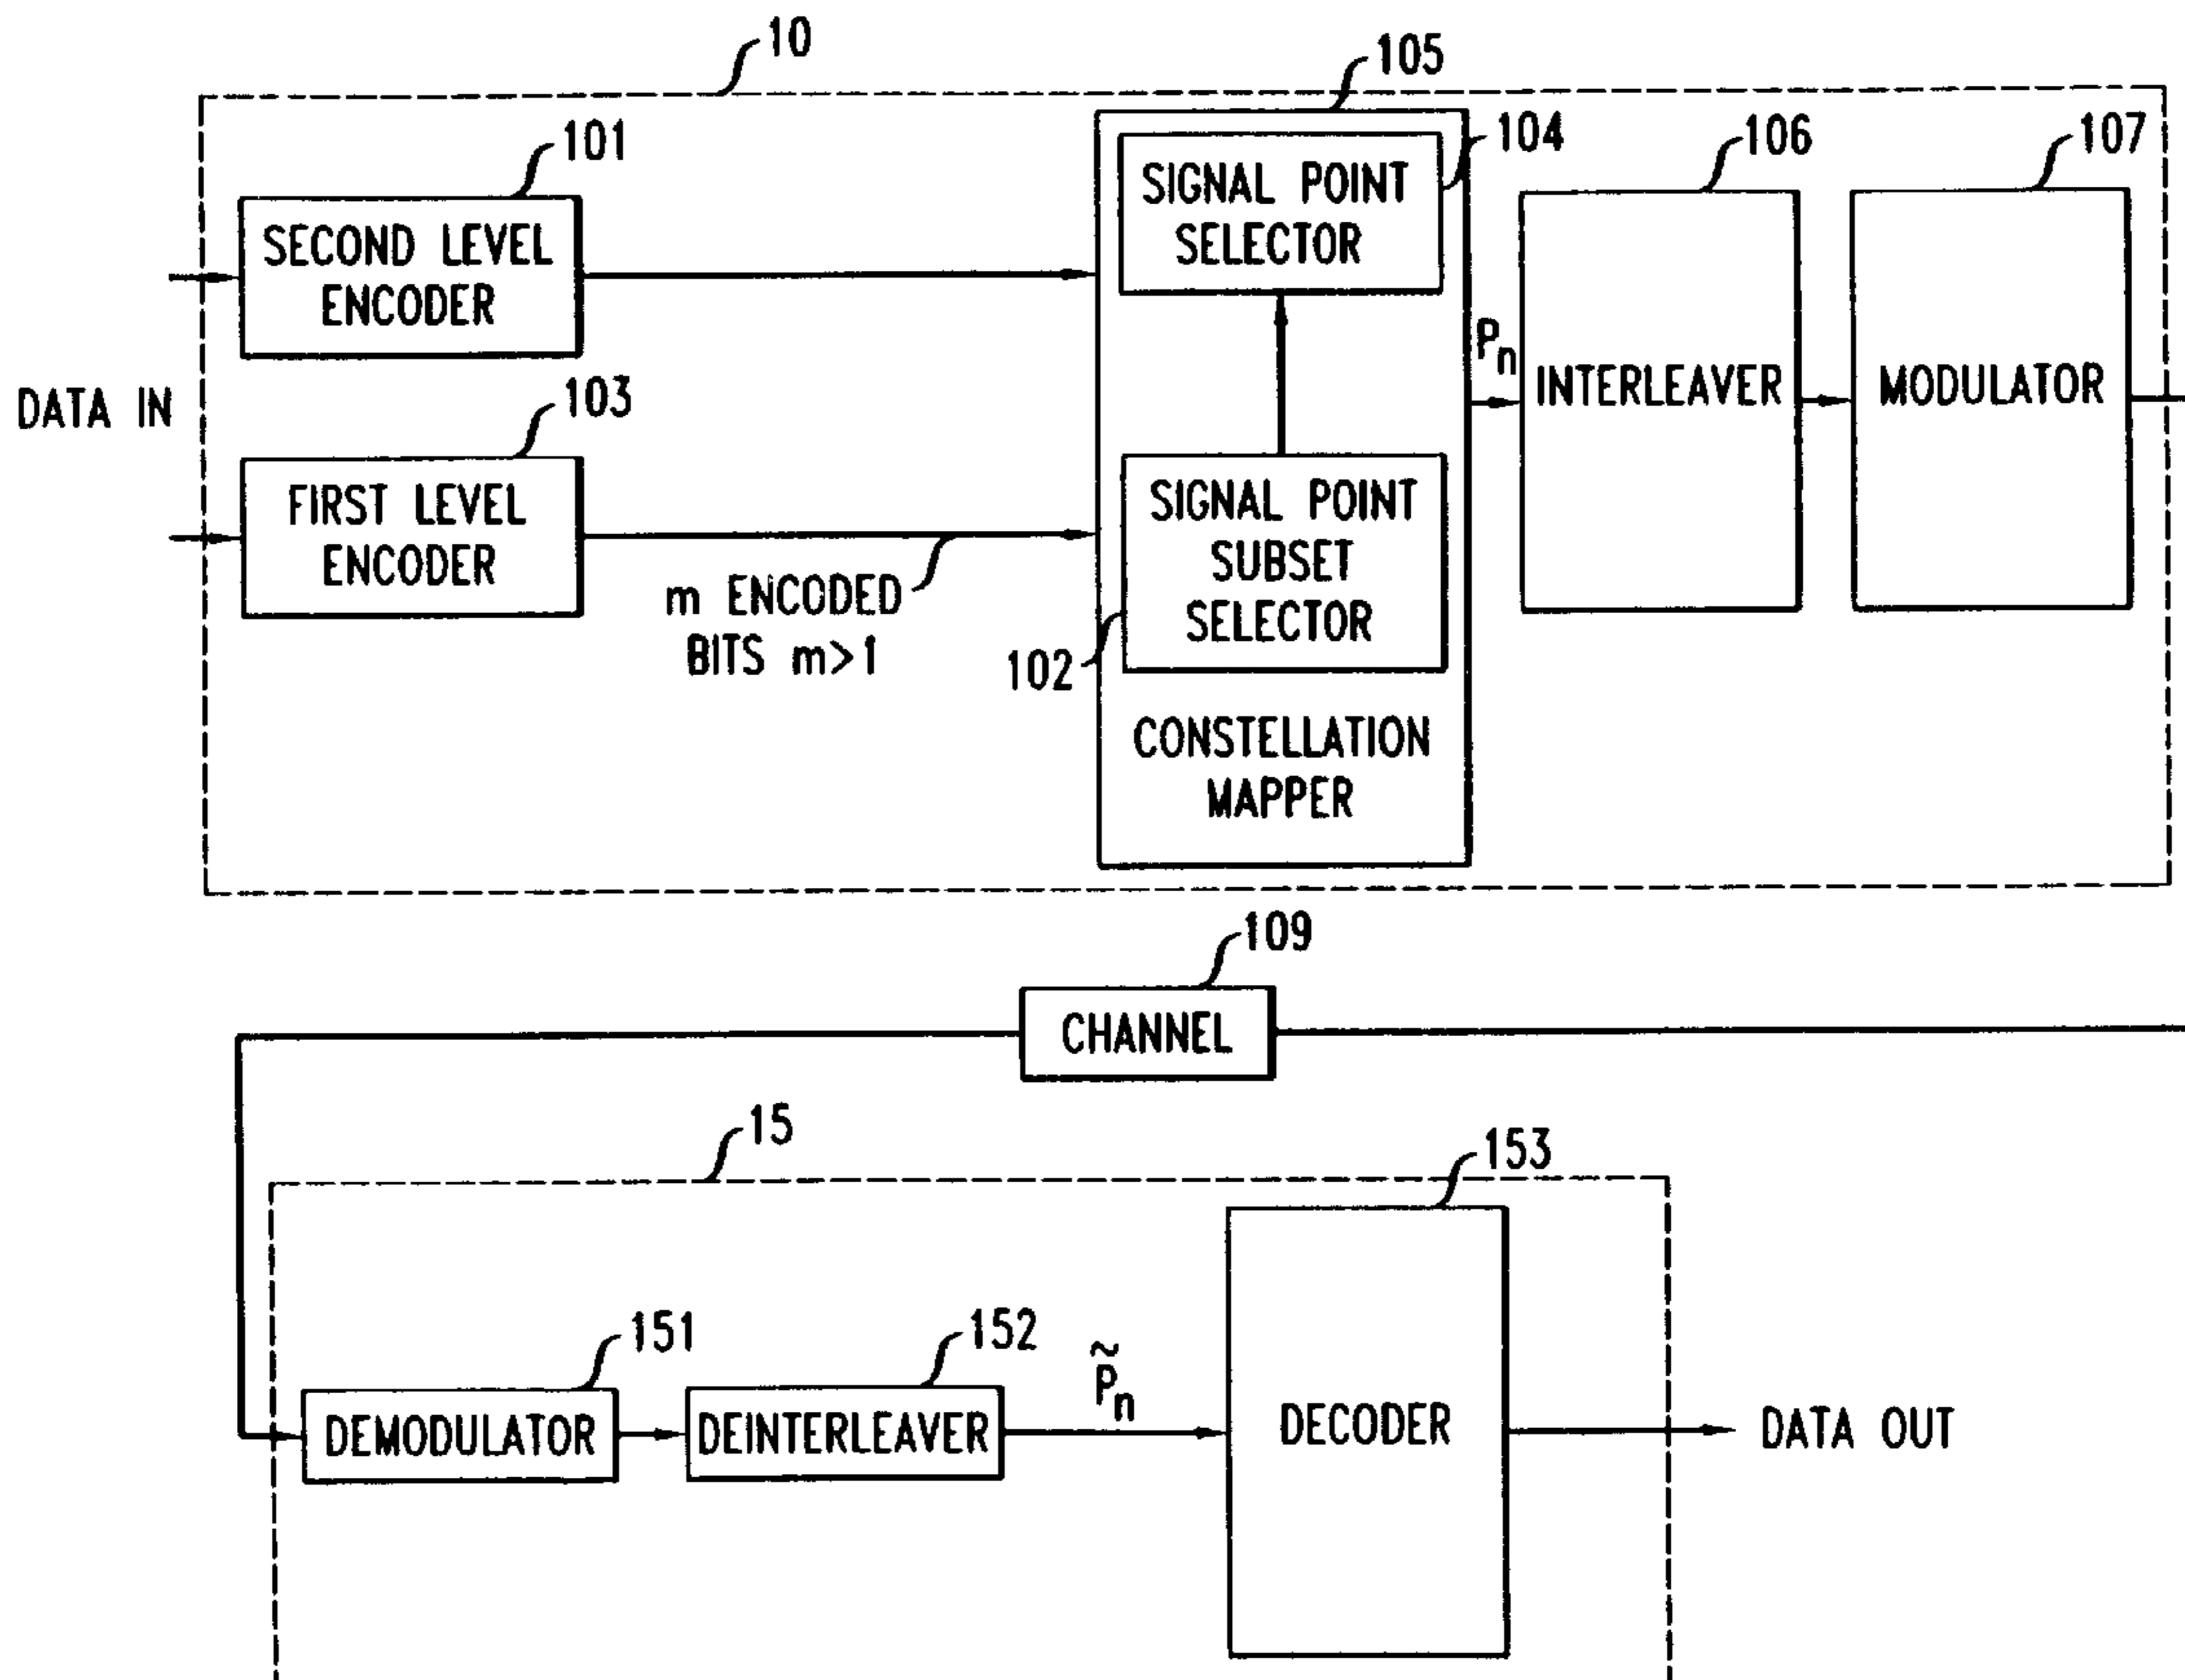 10
105
101
104
106
107
SIGNAL POINT
SELECTOR
SECOND LEVEL
ENCODER
P_n
INTERLEAVER
MODULATOR
DATA IN
103
FIRST LEVEL
ENCODER
SIGNAL POINT
SUBSET
SELECTOR
m ENCODED
BITS m>1
102
CONSTELLATION
MAPPER
109
CHANNEL
15
153
151
152
P̃_n
DEMODULATOR
DEINTERLEAVER
DECODER
DATA OUT